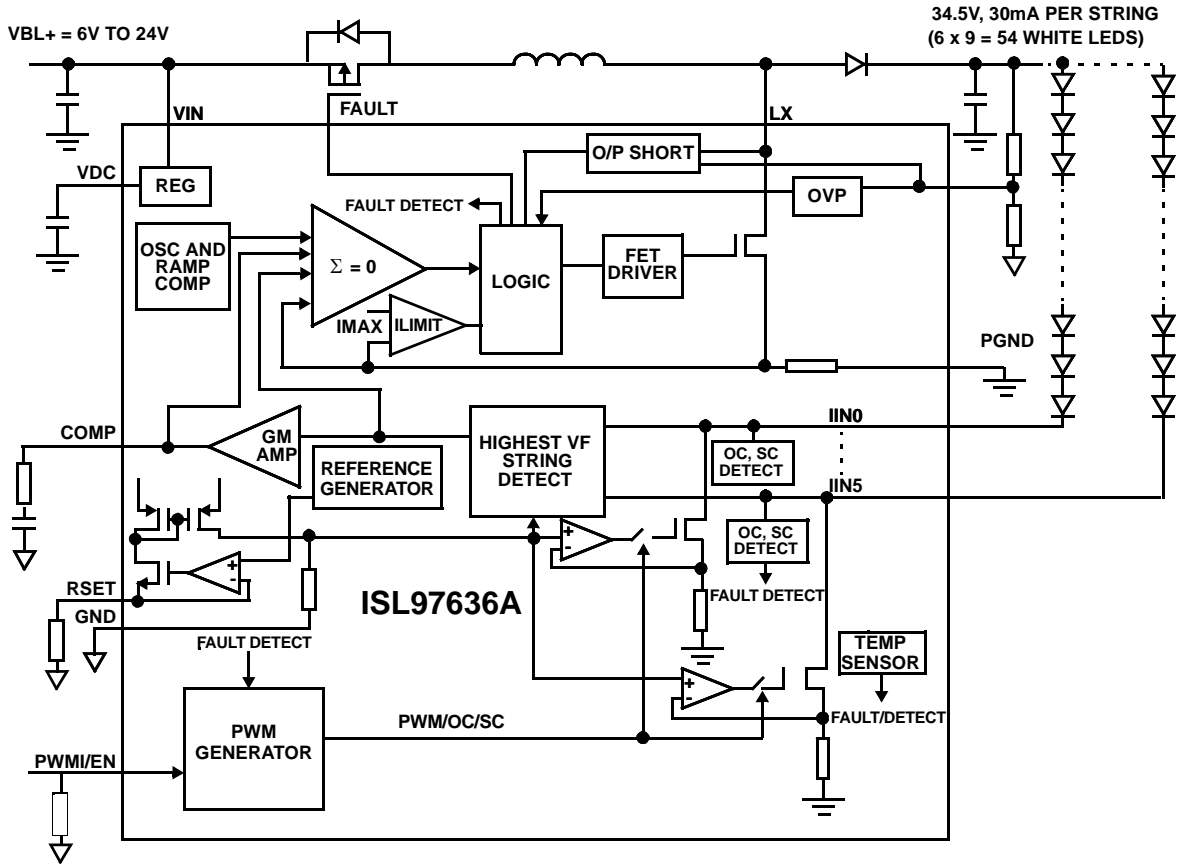 34.5V, 30mA PER STRING
(6 x 9 = 54 WHITE LEDS)
VBL+ = 6V TO 24V
FAULT
VIN
LX
O/P SHORT
VDC
REG
OVP
FAULT DETECT
OSC AND
RAMP
COMP
Σ = 0
LOGIC
FET
DRIVER
IMAX
ILIMIT
PGND
COMP
GM
AMP
HIGHEST VF
STRING
DETECT
IIN0
OC, SC
DETECT
REFERENCE
GENERATOR
IIN5
+
-
OC, SC
DETECT
+
-
RSET
FAULT DETECT
GND
ISL97636A
FAULT DETECT
TEMP
SENSOR
+
-
FAULT/DETECT
PWM/OC/SC
PWM
GENERATOR
PWMI/EN